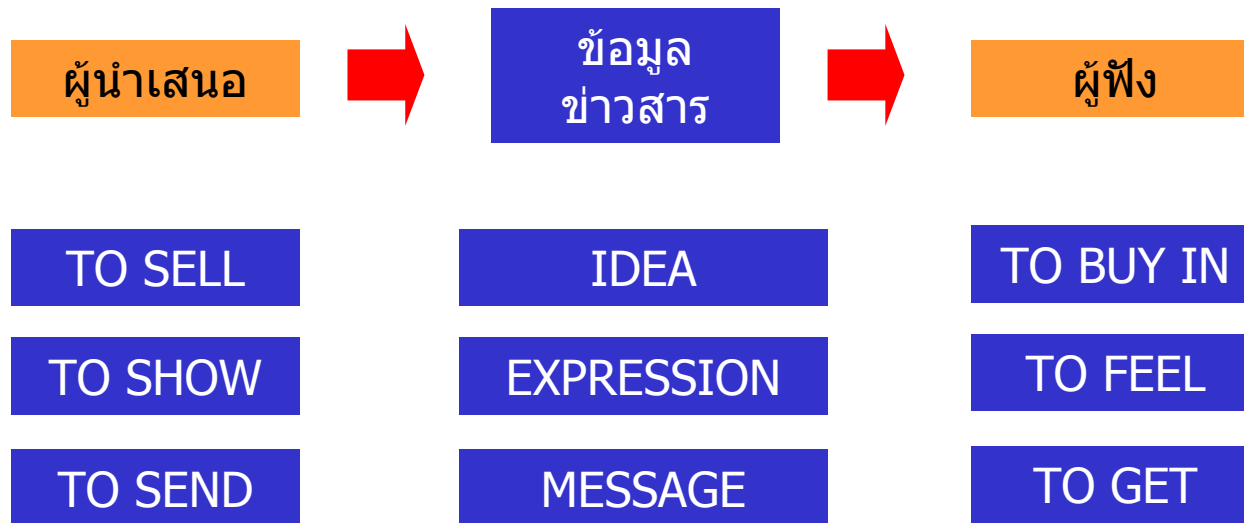 ผู้นำเสนอ
ข้อมูล
ข่าวสาร
ผู้ฟัง
TO SELL
IDEA
TO BUY IN
TO SHOW
EXPRESSION
TO FEEL
TO SEND
MESSAGE
TO GET